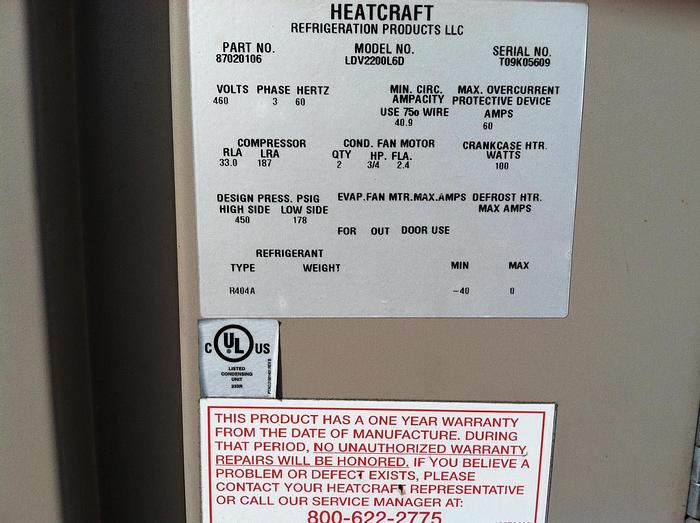 HEATCRAFT
REFRIGERATION PRODUCTS LLC
PART NO. MODEL NO. SERIAL NO.
87020106 LDV2200L6D T09K05609
VOLTS PHASE HERTZ MIN. CIRC. MAX. OVERCURRENT
AMPACITY PROTECTIVE DEVICE
460 3 60
USE 75o WIRE AMPS
40.9 60
COMPRESSOR COND. FAN MOTOR CRANKCASE HTR.
RLA LRA QTY HP. FLA. WATTS
33.0 187 2 3/4 2.4 100
DESIGN PRESS. PSIG EVAP.FAN MTR.MAX.AMPS DEFROST HTR.
HIGH SIDE LOW SIDE MAX AMPS
450 178
FOR OUT DOOR USE
REFRIGERANT
TYPE WEIGHT MIN MAX
R404A -40 0
C UL US
LISTED
CONDENSING
UNIT
THIS PRODUCT HAS A ONE YEAR WARRANTY
FROM THE DATE OF MANUFACTURE. DURING
THAT PERIOD, NO UNAUTHORIZED WARRANTY
REPAIRS WILL BE HONORED. IF YOU BELIEVE A
PROBLEM OR DEFECT EXISTS, PLEASE
CONTACT YOUR HEATCRAFT REPRESENTATIVE
OR CALL OUR SERVICE MANAGER AT:
800-622-2775